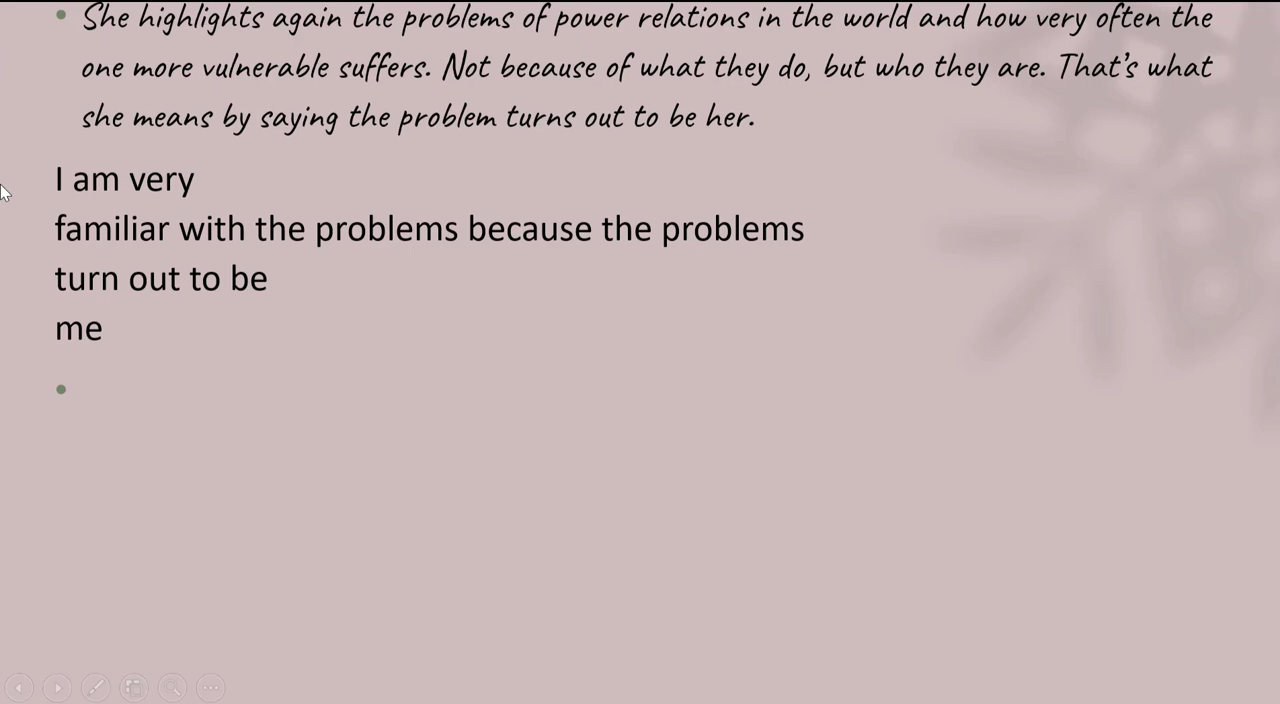 She highlights again the problems of power relations in the world and how very often the
one more vulnerable suffers. Not because of what they do, but who they are. That's what
she means by saying the problem turns out to be her.
I am very
familiar with the problems because the problems
turn out to be
me